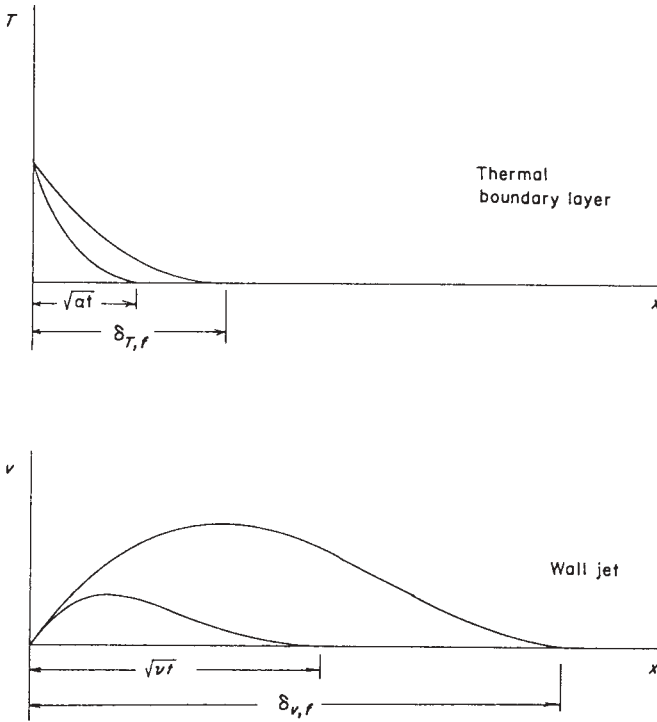 T
Thermal
boundary layer
√αt
x
δT,f
v
Wall jet
√νt
x
δv,f